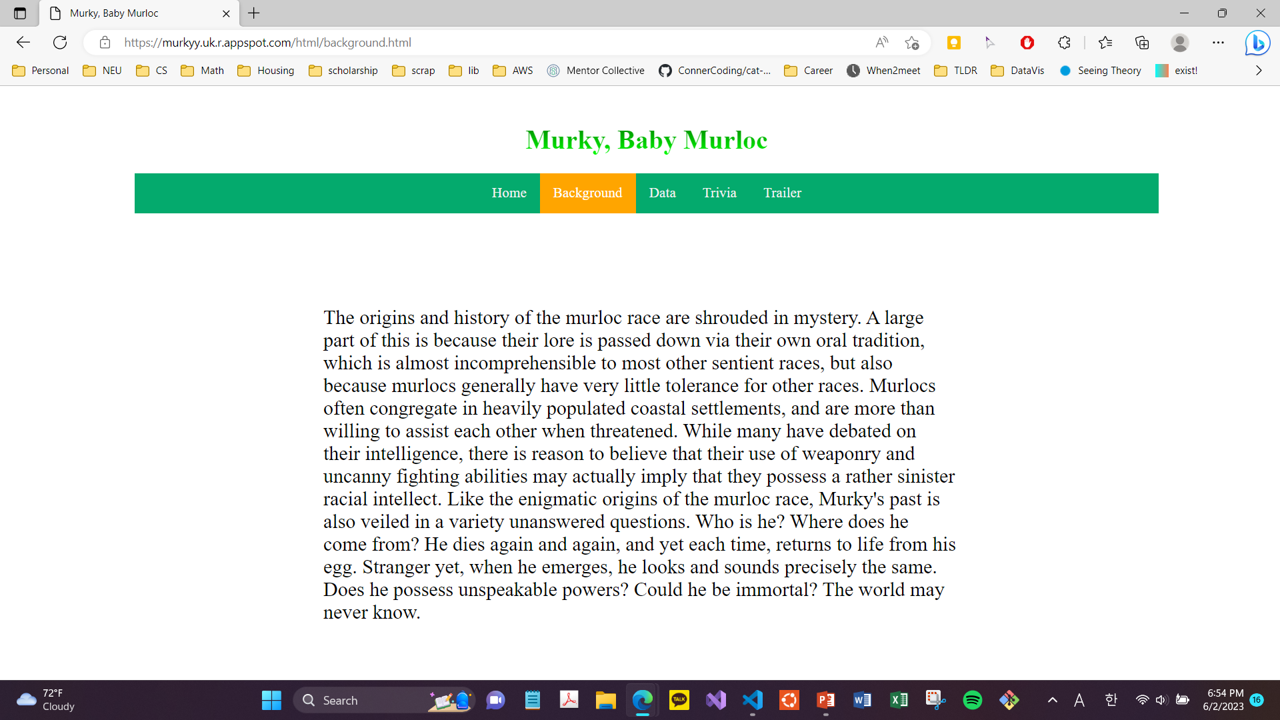 Murky, Baby Murloc
https://murkyy.uk.r.appspot.com/html/background.html
Personal NEU CS Math Housing scholarship scrap lib AWS Mentor Collective ConnerCoding/cat-... Career When2meet TLDR DataVis Seeing Theory exist!
Murky, Baby Murloc
Home Background Data Trivia Trailer
The origins and history of the murloc race are shrouded in mystery. A large
part of this is because their lore is passed down via their own oral tradition,
which is almost incomprehensible to most other sentient races, but also
because murlocs generally have very little tolerance for other races. Murlocs
often congregate in heavily populated coastal settlements, and are more than
willing to assist each other when threatened. While many have debated on
their intelligence, there is reason to believe that their use of weaponry and
uncanny fighting abilities may actually imply that they possess a rather sinister
racial intellect. Like the enigmatic origins of the murloc race, Murky's past is
also veiled in a variety unanswered questions. Who is he? Where does he
come from? He dies again and again, and yet each time, returns to life from his
egg. Stranger yet, when he emerges, he looks and sounds precisely the same.
Does he possess unspeakable powers? Could he be immortal? The world may
never know.
72°F
Cloudy
Search
TALK
A 한
6:54 PM
6/2/2023
16